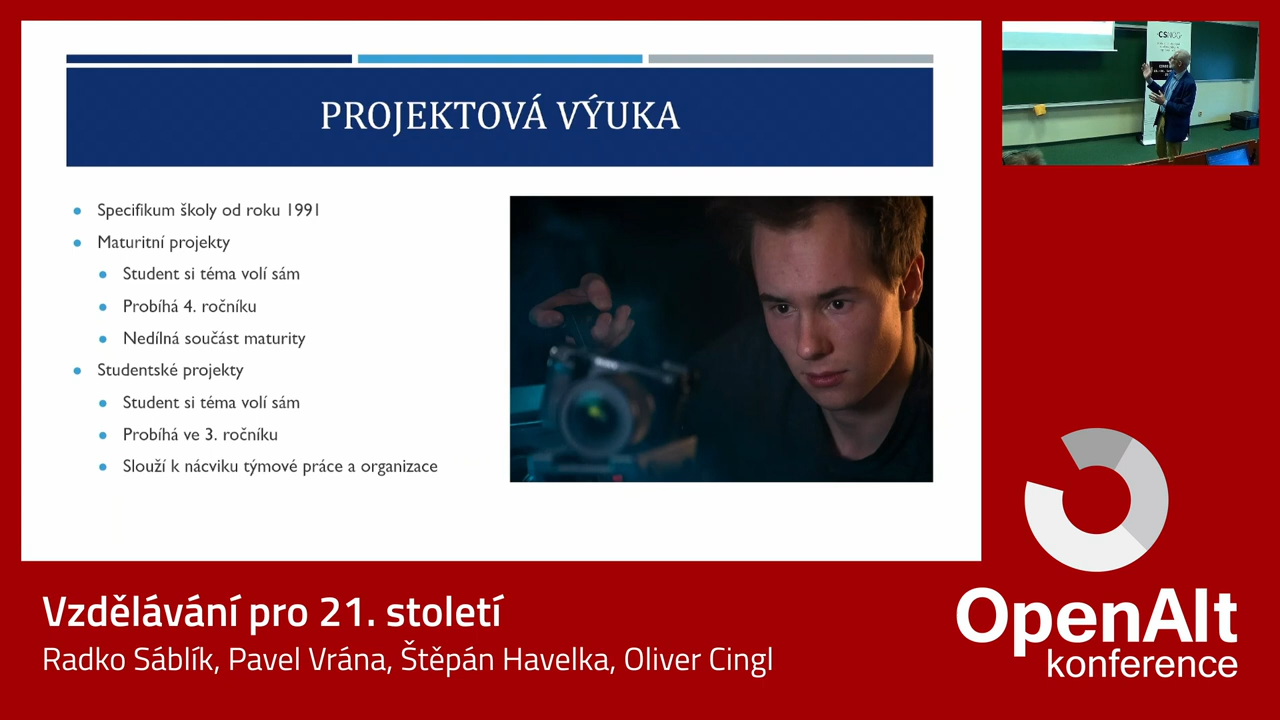 PROJEKTOVÁ VÝUKA
Specifikum školy od roku 1991
Maturitní projekty
Student si téma volí sám
Probíhá 4. ročníku
Nedílná součást maturity
Studentské projekty
Student si téma volí sám
Probíhá ve 3. ročníku
Slouží k nácviku týmové práce a organizace
Vzdělávání pro 21. století
Radko Sáblík, Pavel Vrána, Štěpán Havelka, Oliver Cingl
OpenAlt
konference